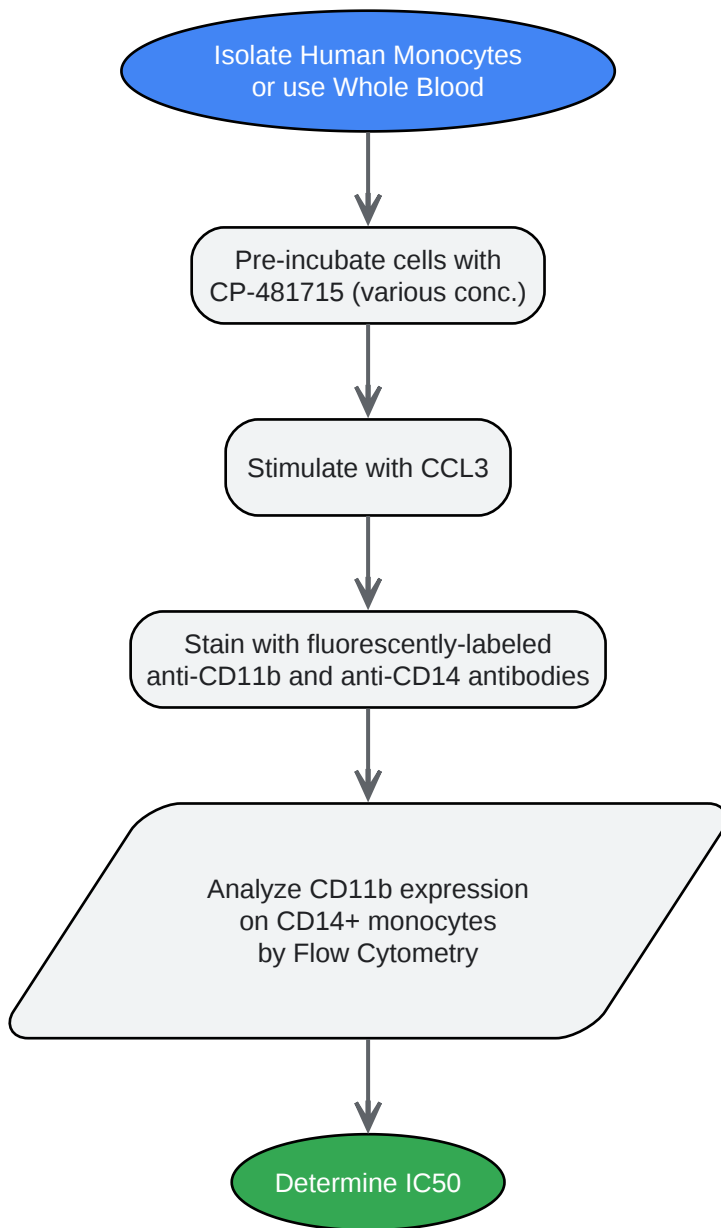 Isolate Human Monocytes
or use Whole Blood
Pre-incubate cells with
CP-481715 (various conc.)
Stimulate with CCL3
Stain with fluorescently-labeled
anti-CD11b and anti-CD14 antibodies
Analyze CD11b expression
on CD14+ monocytes
by Flow Cytometry
Determine IC50